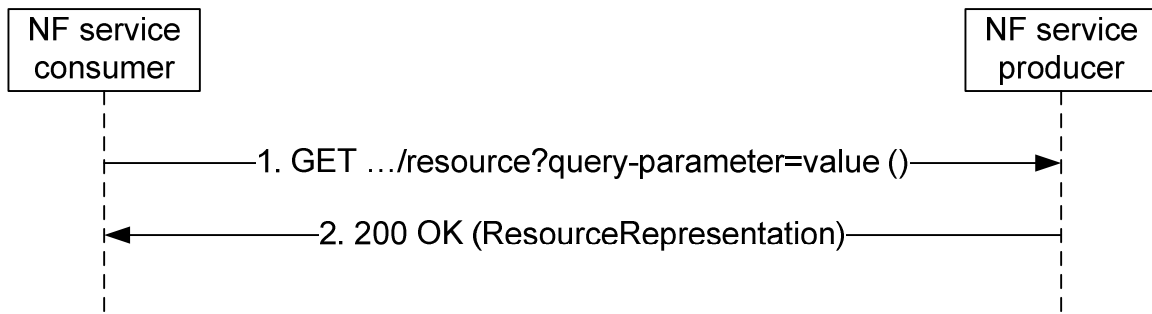 NF service
consumer
NF service
producer
1. GET …/resource?query-parameter=value ()
2. 200 OK (ResourceRepresentation)